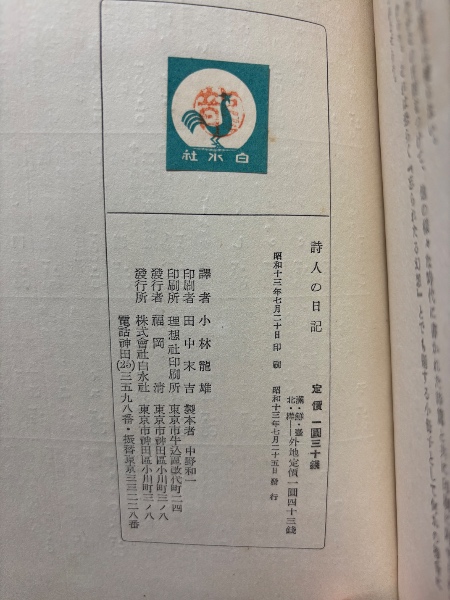 白水社
詩人の日記
定價 一圓三十錢
滿・鮮・臺
北・樺――外地定價一圓四十三錢
昭和十三年七月二十日印刷
昭和十三年七月二十五日發行
譯者 小林龍雄
印刷者 田中末吉 製本者 中野和一
印刷所 理想社印刷所 東京市牛込區改代町二四
發行者 福岡清 東京市神田區小川町三ノ八
發行所 株式會社白水社 東京市神田區小川町三ノ八
電話神田(25)三五九八番・振替東京三三二二八番